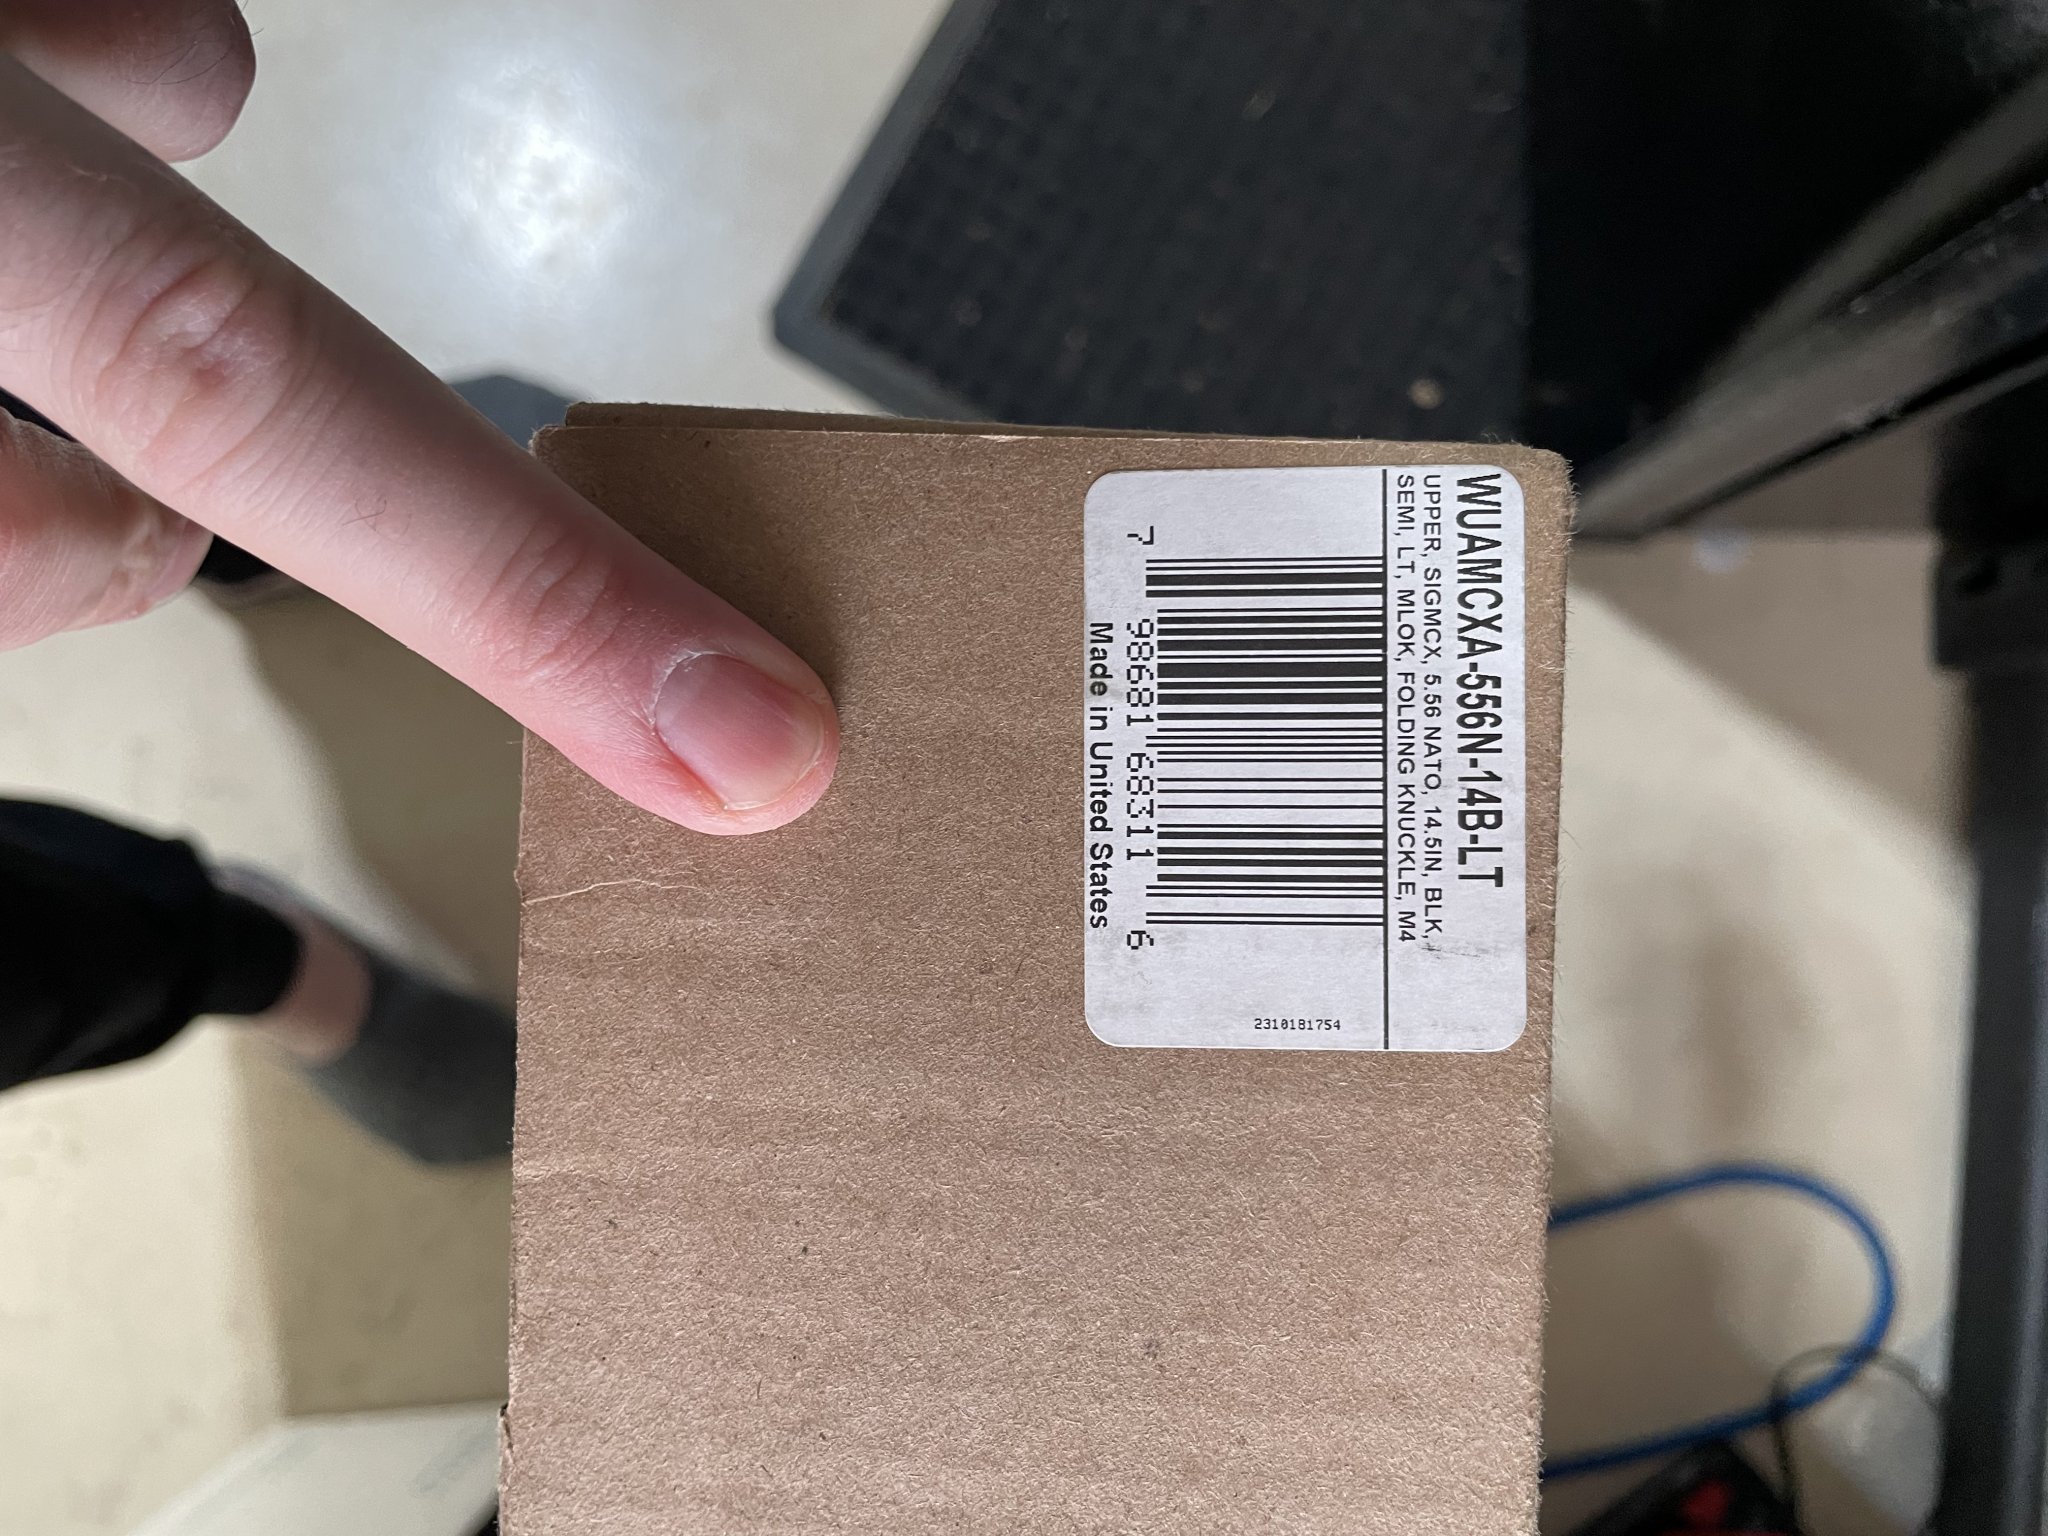 WUAMCXA-556N-14B-LT
UPPER, SIGMCX, 5.56 NATO, 14.5IN, BLK,
SEMI, LT, MLOK, FOLDING KNUCKLE, M4
7 98681 68311 6
Made in United States
2310181754